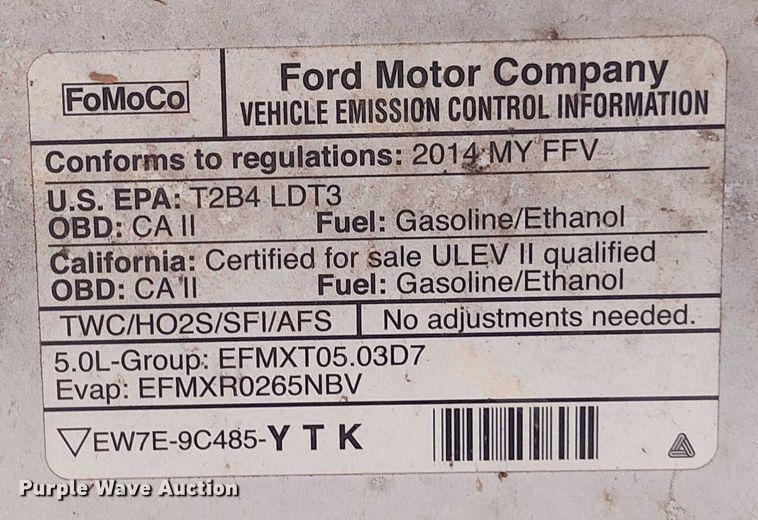 FoMoCo
Ford Motor Company
VEHICLE EMISSION CONTROL INFORMATION
Conforms to regulations: 2014 MY FFV
U.S. EPA: T2B4 LDT3
OBD: CA II Fuel: Gasoline/Ethanol
California: Certified for sale ULEV II qualified
OBD: CA II Fuel: Gasoline/Ethanol
TWC/HO2S/SFI/AFS No adjustments needed.
5.0L-Group: EFMXT05.03D7
Evap: EFMXR0265NBV
▽EW7E-9C485-Y T K
Purple Wave Auction